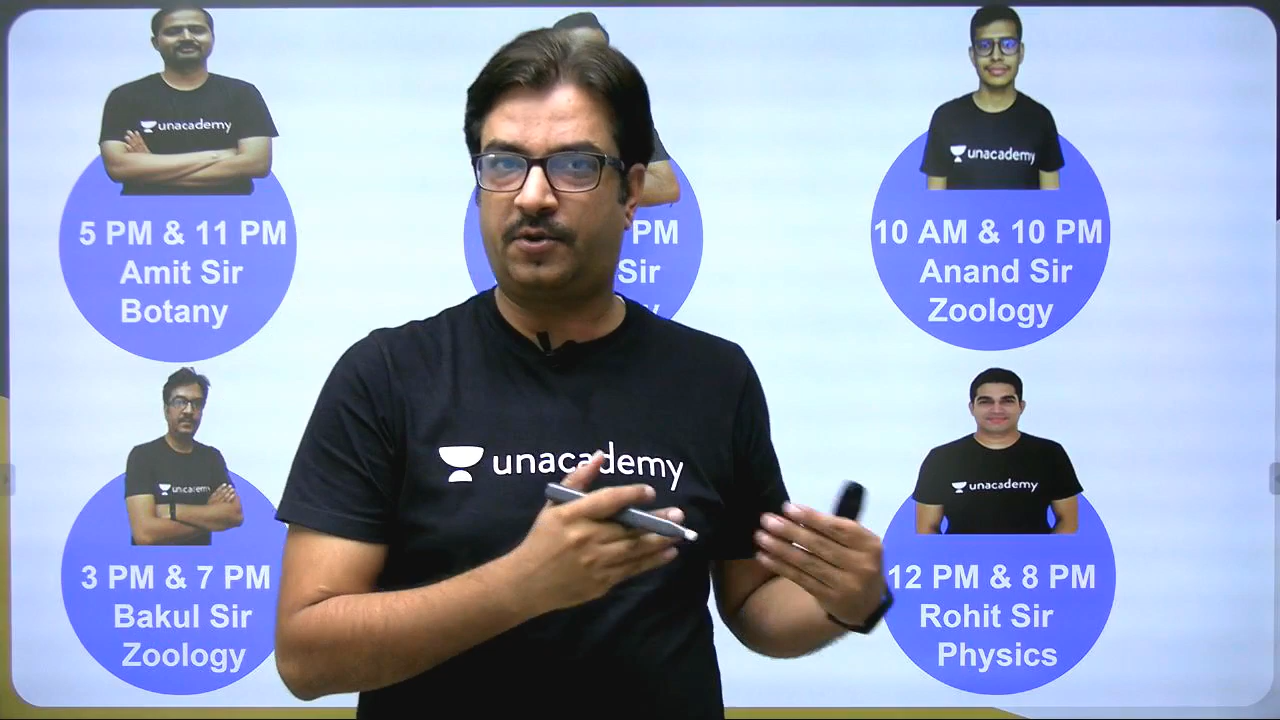 unacademy
5 PM & 11 PM
Amit Sir
Botany
PM
Sir
unacademy
10 AM & 10 PM
Anand Sir
Zoology
unacademy
unacademy
3 PM & 7 PM
Bakul Sir
Zoology
unacademy
12 PM & 8 PM
Rohit Sir
Physics